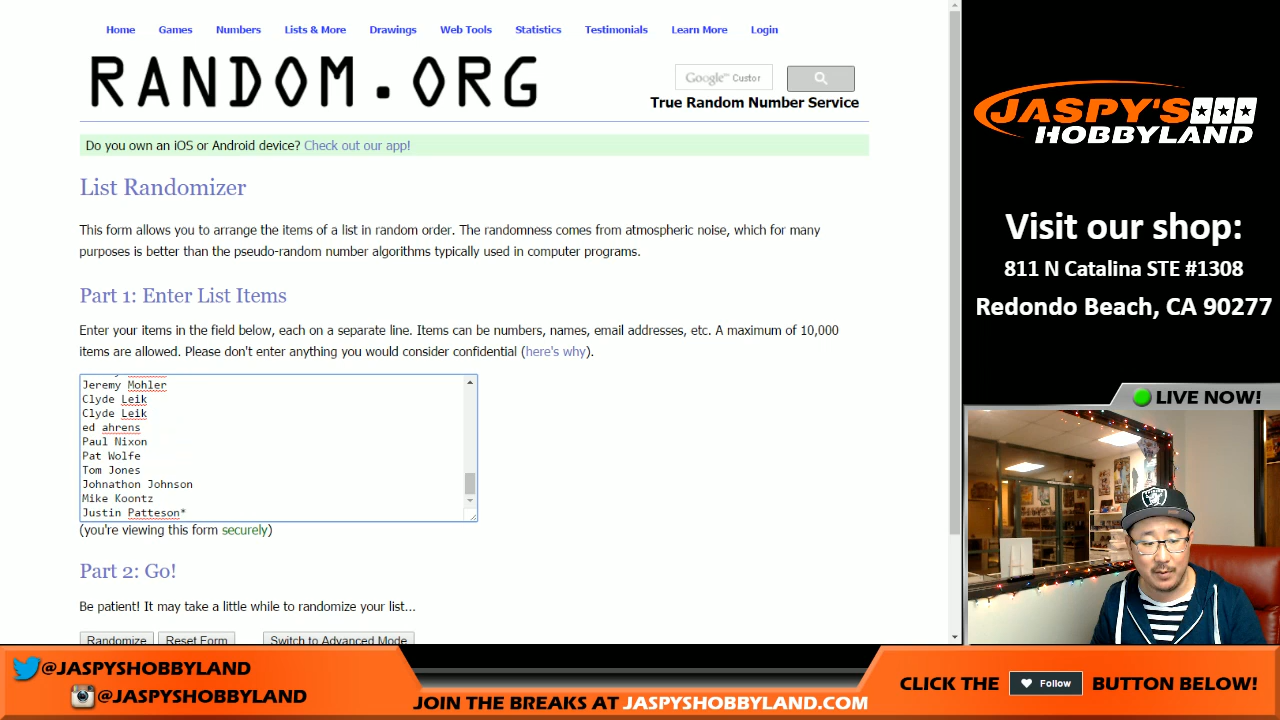 Home Games Numbers Lists & More Drawings Web Tools Statistics Testimonials Learn More Login
RANDOM.ORG
Google™ Custor
True Random Number Service
Do you own an iOS or Android device? Check out our app!
List Randomizer
This form allows you to arrange the items of a list in random order. The randomness comes from atmospheric noise, which for many
purposes is better than the pseudo-random number algorithms typically used in computer programs.
Part 1: Enter List Items
Enter your items in the field below, each on a separate line. Items can be numbers, names, email addresses, etc. A maximum of 10,000
items are allowed. Please don't enter anything you would consider confidential (here's why).
Jeremy Mohler
Clyde Leik
Clyde Leik
ed ahrens
Paul Nixon
Pat Wolfe
Tom Jones
Johnathon Johnson
Mike Koontz
Justin Patteson*
(you're viewing this form securely)
Part 2: Go!
Be patient! It may take a little while to randomize your list...
Randomize Reset Form Switch to Advanced Mode
JASPY'S
HOBBYLAND
Visit our shop:
811 N Catalina STE #1308
Redondo Beach, CA 90277
LIVE NOW!
@JASPYSHOBBYLAND
@JASPYSHOBBYLAND
JOIN THE BREAKS AT JASPYSHOBBYLAND.COM
CLICK THE Follow BUTTON BELOW!